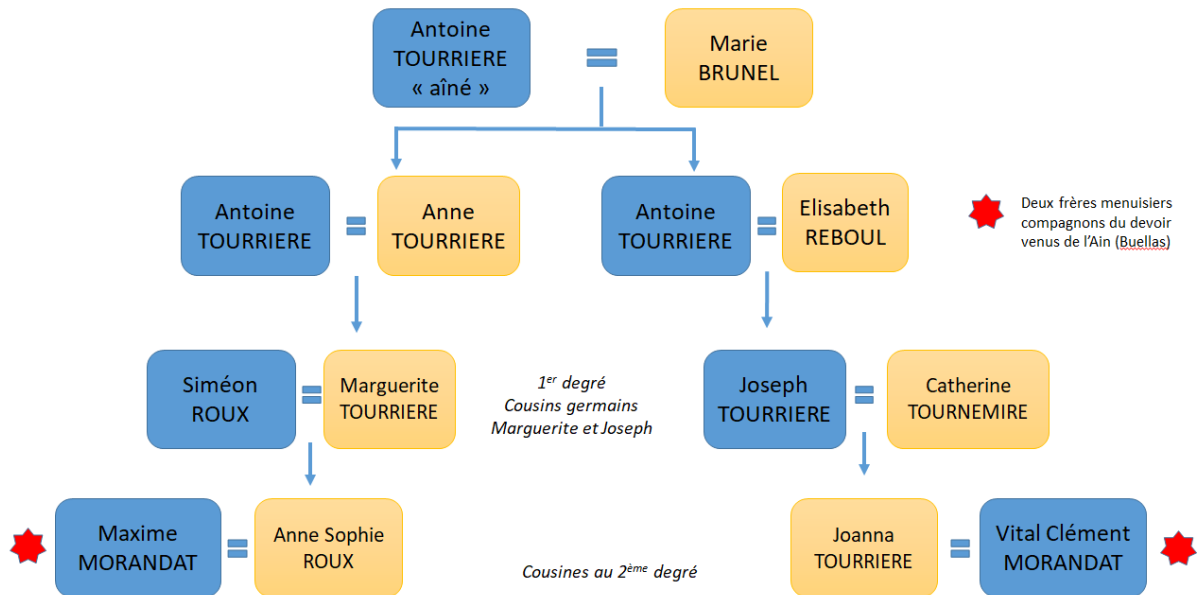 Antoine
TOURRIERE
« aîné »
Marie
BRUNEL
Antoine
TOURRIERE
Anne
TOURRIERE
Antoine
TOURRIERE
Elisabeth
REBOUL
Deux frères menuisiers
compagnons du devoir
venus de l'Ain (Buellas)
Siméon
ROUX
Marguerite
TOURRIERE
1er degré
Cousins germains
Marguerite et Joseph
Joseph
TOURRIERE
Catherine
TOURNEMIRE
Maxime
MORANDAT
Anne Sophie
ROUX
Cousines au 2ème degré
Joanna
TOURRIERE
Vital Clément
MORANDAT